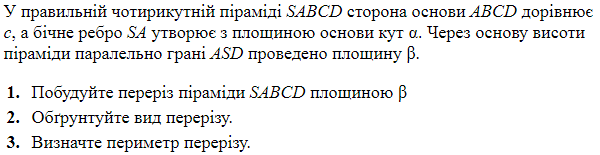 У правильній чотирикутній піраміді SABCD сторона основи ABCD дорівнює
c, а бічне ребро SA утворює з площиною основи кут α. Через основу висоти
піраміди паралельно грані ASD проведено площину β.
1. Побудуйте переріз піраміди SABCD площиною β
2. Обґрунтуйте вид перерізу.
3. Визначте периметр перерізу.